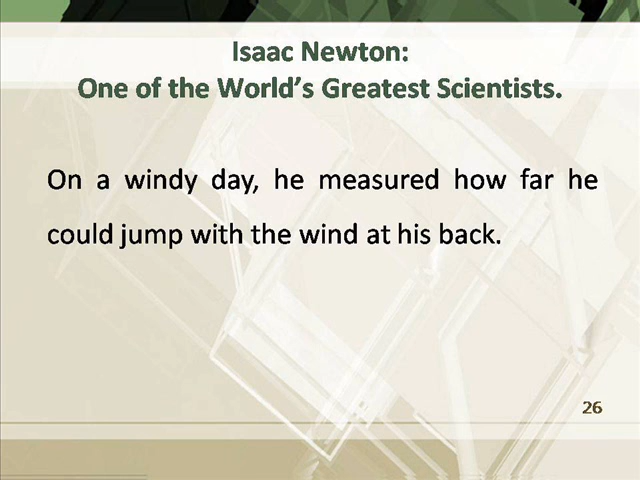 Isaac Newton:
One of the World’s Greatest Scientists.
On a windy day, he measured how far he
could jump with the wind at his back.
26